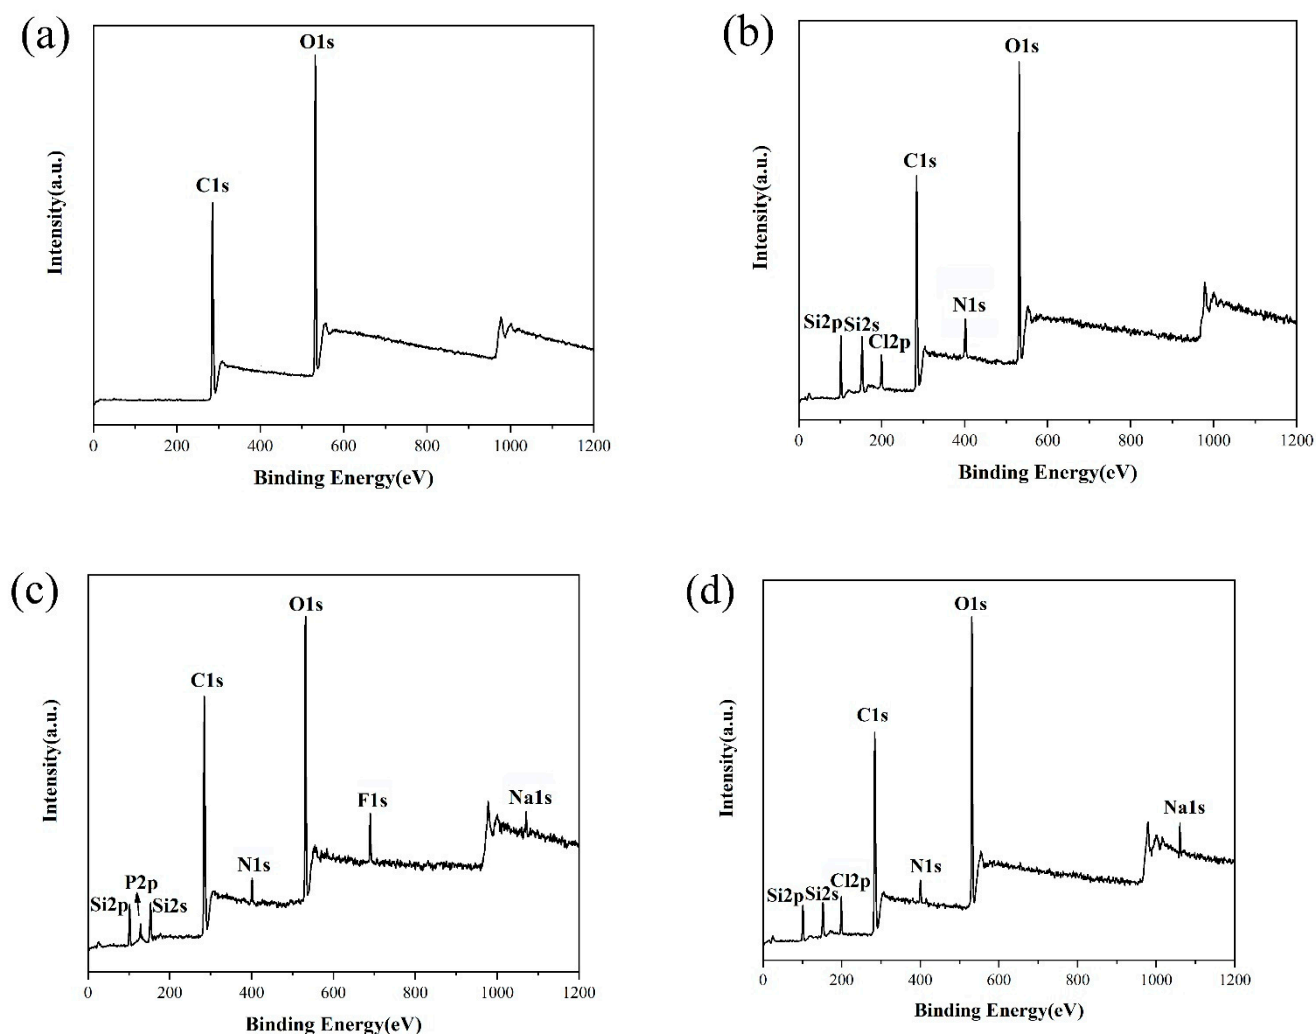 (a)
O1s
C1s
Intensity(a.u.)
0 200 400 600 800 1000 1200
Binding Energy(eV)
(b)
O1s
C1s
N1s
Si2p Si2s
Cl2p
Intensity(a.u.)
0 200 400 600 800 1000 1200
Binding Energy(eV)
(c)
O1s
C1s
F1s
Na1s
N1s
P2p
Si2p Si2s
Intensity(a.u.)
0 200 400 600 800 1000 1200
Binding Energy(eV)
(d)
O1s
C1s
Na1s
N1s
Si2p Si2s Cl2p
Intensity(a.u.)
0 200 400 600 800 1000 1200
Binding Energy(eV)